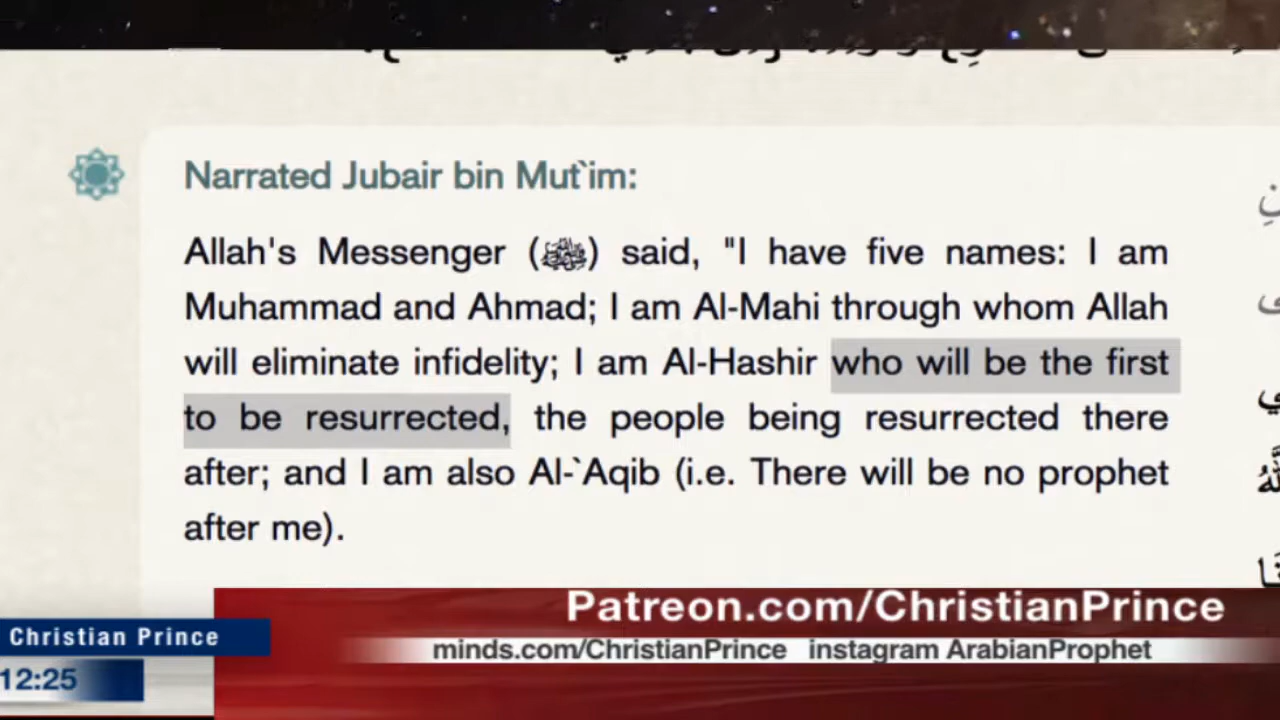 Narrated Jubair bin Mut`im:
Allah's Messenger (ﷺ) said, "I have five names: I am
Muhammad and Ahmad; I am Al-Mahi through whom Allah
will eliminate infidelity; I am Al-Hashir who will be the first
to be resurrected, the people being resurrected there
after; and I am also Al-`Aqib (i.e. There will be no prophet
after me).
Patreon.com/ChristianPrince
Christian Prince
minds.com/ChristianPrince instagram ArabianProphet
12:25